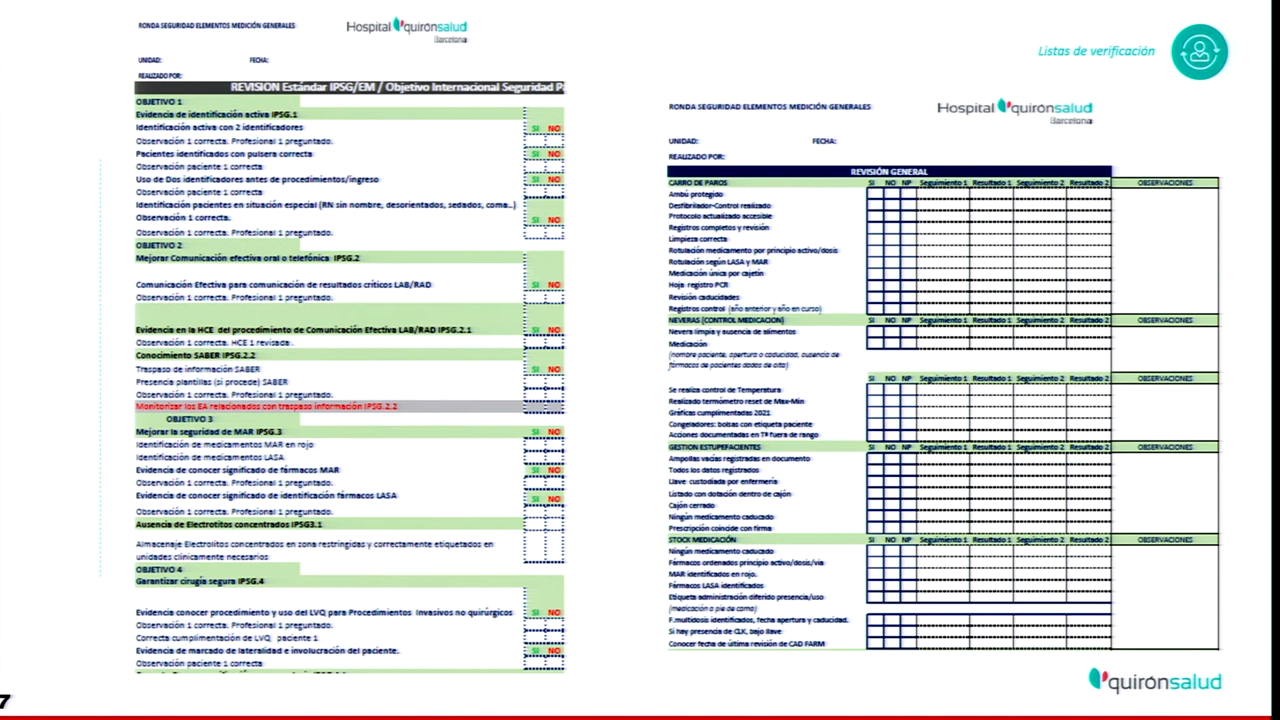 RONDA SEGURIDAD ELEMENTOS MEDICIÓN GENERALES
Hospital quirónsalud
Barcelona
UNIDAD: FECHA:
REALIZADO POR:
REVISION Estándar IPSG/EM / Objetivo Internacional Seguridad P
OBJETIVO 1
Evidencia de identificación activa IPSG.1
Identificación activa con 2 identificadores SI NO
Observación 1 correcta. Profesional 1 preguntado.
Pacientes identificados con pulsera correcta SI NO
Observación paciente 1 correcta
Uso de Dos identificadores antes de procedimientos/ingreso SI NO
Observación paciente 1 correcta
Identificación pacientes en situación especial (RN sin nombre, desorientados, sedados, coma..)
Observación 1 correcta. SI NO
Observación 1 correcta. Profesional 1 preguntado.
OBJETIVO 2
Mejorar Comunicación efectiva oral o telefónica IPSG.2
Comunicación Efectiva para comunicación de resultados críticos LAB/RAD SI NO
Observación 1 correcta. Profesional 1 preguntado.
Evidencia en la HCE del procedimiento de Comunicación Efectiva LAB/RAD IPSG.2.1 SI NO
Observación 1 correcta. HCE 1 revisada.
Conocimiento SABER IPSG.2.2
Traspaso de información SABER SI NO
Presencia plantillas (si procede) SABER
Observación 1 correcta. Profesional 1 preguntado.
Monitorizar los EA relacionados con traspaso información IPSG.2.2
OBJETIVO 3
Mejorar la seguridad de MAR IPSG.3 SI NO
Identificación de medicamentos MAR en rojo
Identificación de medicamentos LASA
Evidencia de conocer significado de fármacos MAR SI NO
Observación 1 correcta. Profesional 1 preguntado.
Evidencia de conocer significado de identificación fármacos LASA SI NO
Observación 1 correcta. Profesional 1 preguntado.
Ausencia de Electrotitos concentrados IPSG3.1
Almacenaje Electrolitos concentrados en zona restringidas y correctamente etiquetados en
unidades clínicamente necesarios
OBJETIVO 4
Garantizar cirugía segura IPSG.4
Evidencia conocer procedimiento y uso del LVQ para Procedimientos Invasivos no quirúrgicos SI NO
Observación 1 correcta. Profesional 1 preguntado.
Correcta cumplimentación de LVQ, paciente 1
Evidencia de marcado de lateralidad e involucración del paciente. SI NO
Observación paciente 1 correcta
Listas de verificación
RONDA SEGURIDAD ELEMENTOS MEDICIÓN GENERALES
Hospital quirónsalud
Barcelona
UNIDAD: FECHA:
REALIZADO POR:
REVISIÓN GENERAL
CARRO DE PAROS SI NO NP Seguimiento 1 Resultado 1 Seguimiento 2 Resultado 2 OBSERVACIONES
Ambú protegido
Desfibrilador-Control realizado
Protocolo actualizado accesible
Registros completos y revisión
Limpieza correcta
Rotulación medicamento por principio activo/dosis
Rotulación según LASA y MAR
Medicación única por cajetín
Hoja registro PCR
Revisión caducidades
Registros control (año anterior y año en curso)
NEVERAS (CONTROL MEDICACION) SI NO NP Seguimiento 1 Resultado 1 Seguimiento 2 Resultado 2 OBSERVACIONES
Nevera limpia y ausencia de alimentos
Medicación
(nombre paciente, apertura o caducidad, ausencia de
fármacos de pacientes dados de alta)
SI NO NP Seguimiento 1 Resultado 1 Seguimiento 2 Resultado 2 OBSERVACIONES
Se realiza control de Temperatura
Realizado termómetro reset de Max-Min
Gráficas cumplimentadas 2021
Congeladores: bolsas con etiqueta paciente
Acciones documentadas en Tª fuera de rango
GESTION ESTUPEFACIENTES SI NO NP Seguimiento 1 Resultado 1 Seguimiento 2 Resultado 2 OBSERVACIONES
Ampollas vacías registradas en documento
Todos los datos registrados
Llave custodiada por enfermería
Listado con dotación dentro de cajón
Cajón cerrado
Ningún medicamento caducado
Prescripción coincide con firma
STOCK MEDICACIÓN SI NO NP Seguimiento 1 Resultado 1 Seguimiento 2 Resultado 2 OBSERVACIONES
Ningún medicamento caducado
Fármacos ordenados principio activo/dosis/vía
MAR identificados en rojo.
Fármacos LASA identificados
Etiqueta administración diferido presencia/uso
(medicación a pie de cama)
F.multidosis identificados, fecha apertura y caducidad.
Si hay presencia de CLK, bajo llave
Conocer fecha de última revisión de CAD FARM
quirónsalud
7